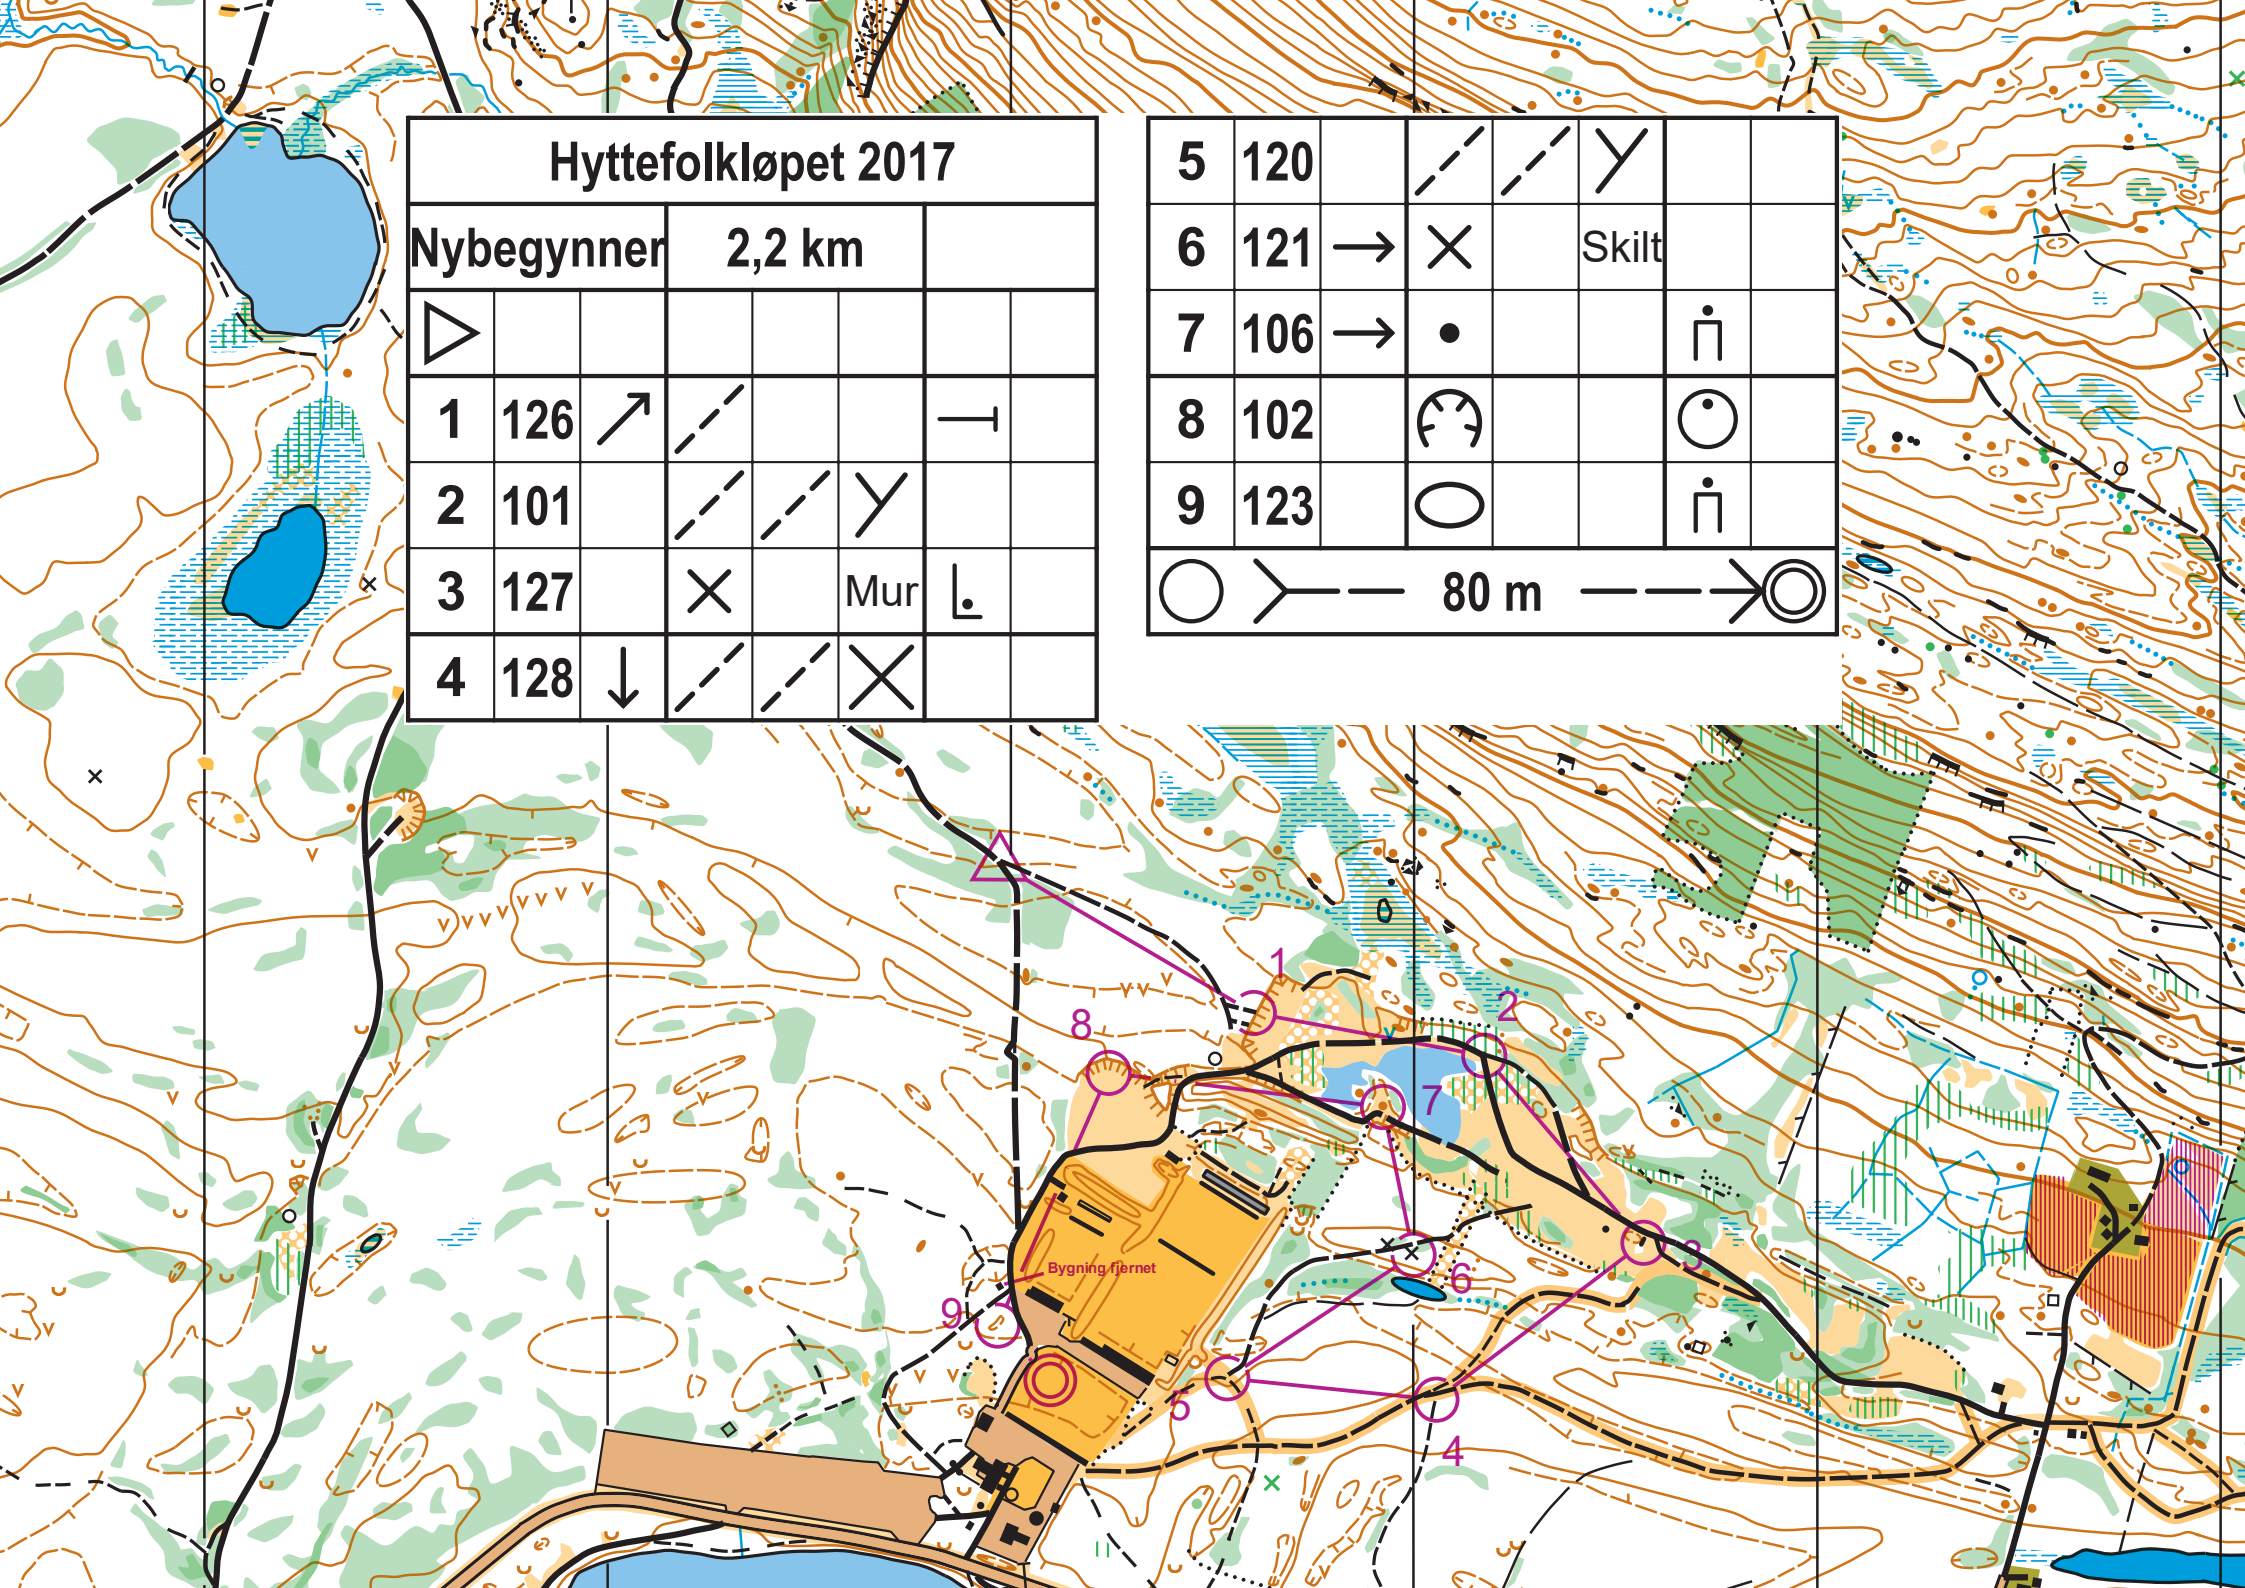 Hyttefolkløpet 2017
Nybegynner 2,2 km
1 126
2 101
3 127 Mur
4 128
5 120
6 121 Skilt
7 106
8 102
9 123
80 m
1
2
8
7
3
6
9
5
4
Bygning fjernet